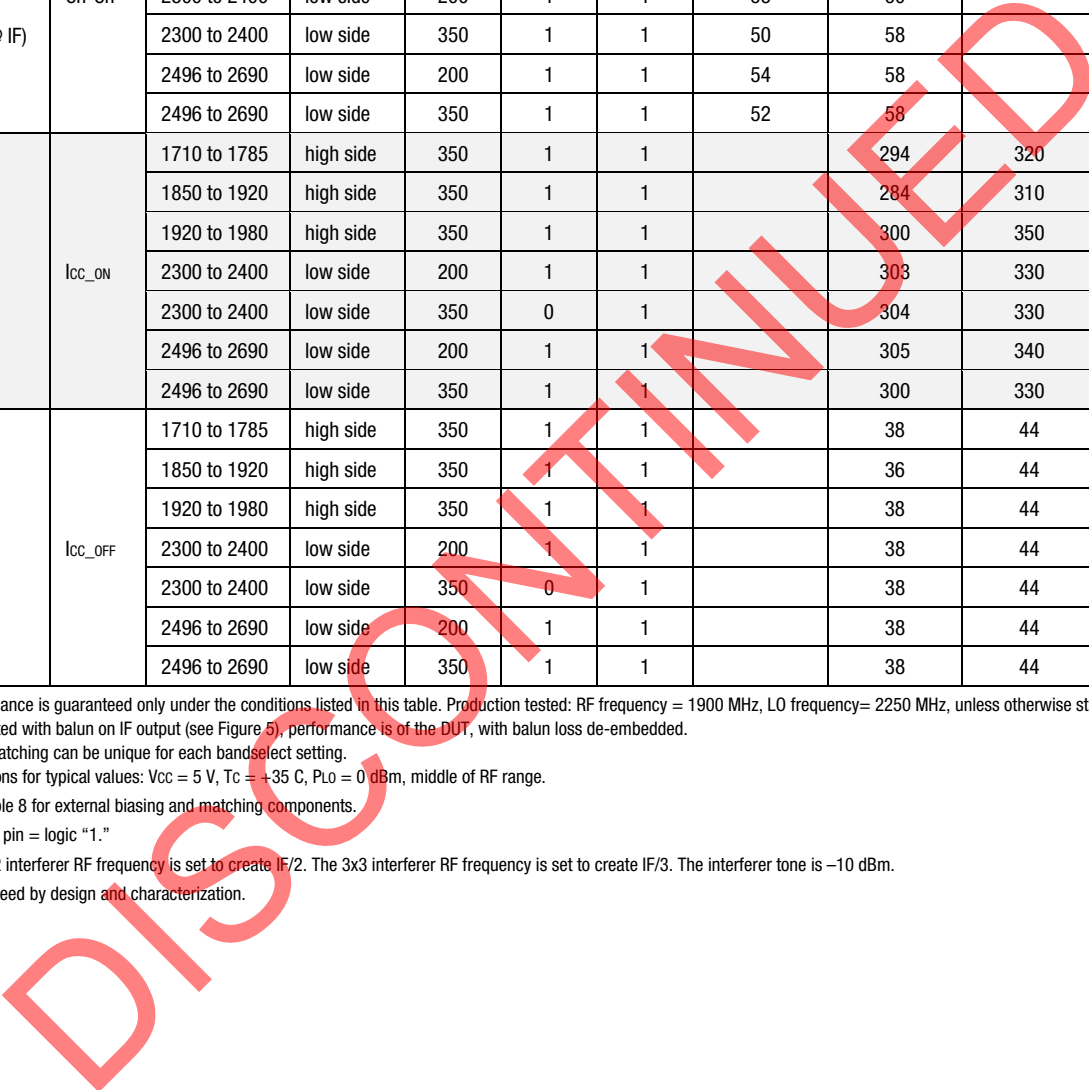 IF)
2300 to 2400 low side 350 1 1 50 58
2496 to 2690 low side 200 1 1 54 58
2496 to 2690 low side 350 1 1 52 58
1710 to 1785 high side 350 1 1 294 320
1850 to 1920 high side 350 1 1 284 310
1920 to 1980 high side 350 1 1 300 350
Icc_ON 2300 to 2400 low side 200 1 1 303 330
2300 to 2400 low side 350 0 1 304 330
2496 to 2690 low side 200 1 1 305 340
2496 to 2690 low side 350 1 1 300 330
1710 to 1785 high side 350 1 1 38 44
1850 to 1920 high side 350 1 1 36 44
1920 to 1980 high side 350 1 1 38 44
Icc_OFF 2300 to 2400 low side 200 1 1 38 44
2300 to 2400 low side 350 0 1 38 44
2496 to 2690 low side 200 1 1 38 44
2496 to 2690 low side 350 1 1 38 44
ance is guaranteed only under the conditions listed in this table. Production tested: RF frequency = 1900 MHz, LO frequency= 2250 MHz, unless otherwise st
ted with balun on IF output (see Figure 5), performance is of the DUT, with balun loss de-embedded.
atching can be unique for each bandselect setting.
ons for typical values: Vcc = 5 V, Tc = +35 C, PLO = 0 dBm, middle of RF range.
ole 8 for external biasing and matching components.
pin = logic “1.”
2 interferer RF frequency is set to create IF/2. The 3x3 interferer RF frequency is set to create IF/3. The interferer tone is –10 dBm.
eed by design and characterization.
DISCONTINUED